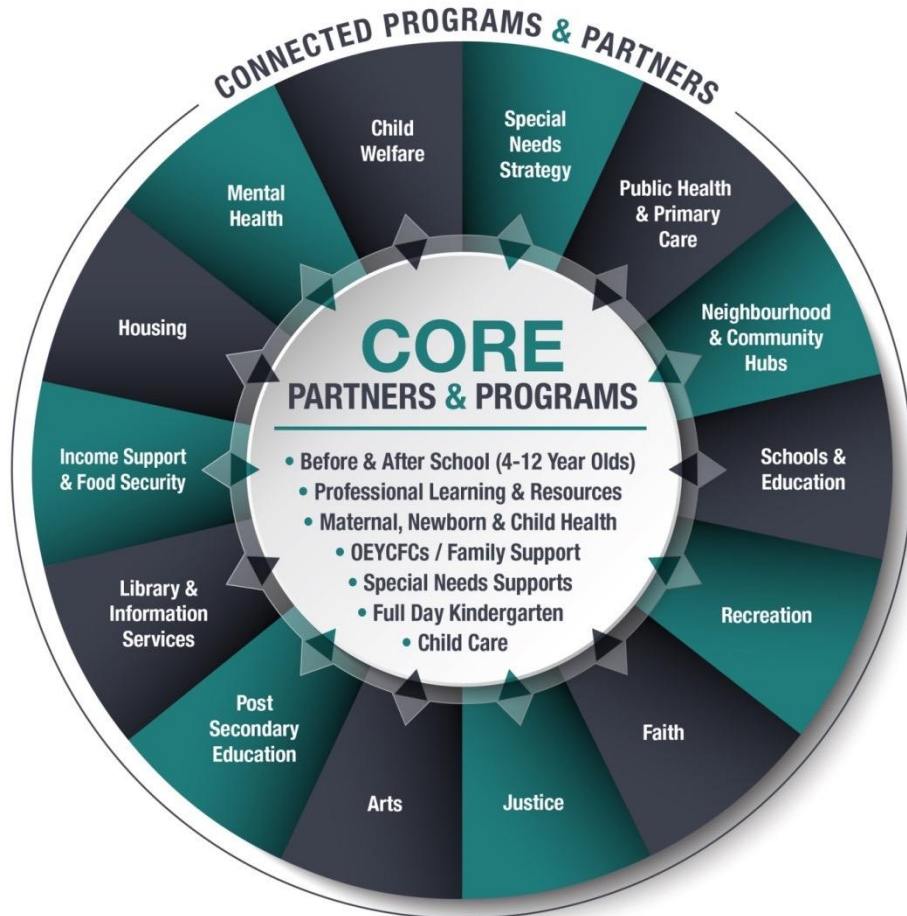 CONNECTED PROGRAMS & PARTNERS
Child
Welfare
Special
Needs
Strategy
Public Health
& Primary
Care
Neighbourhood
& Community
Hubs
Schools &
Education
Recreation
Faith
Justice
Arts
Post
Secondary
Education
Library &
Information
Services
Income Support
& Food Security
Housing
Mental
Health
CORE
PARTNERS & PROGRAMS
• Before & After School (4-12 Year Olds)
• Professional Learning & Resources
• Maternal, Newborn & Child Health
• OEYCFCs / Family Support
• Special Needs Supports
• Full Day Kindergarten
• Child Care